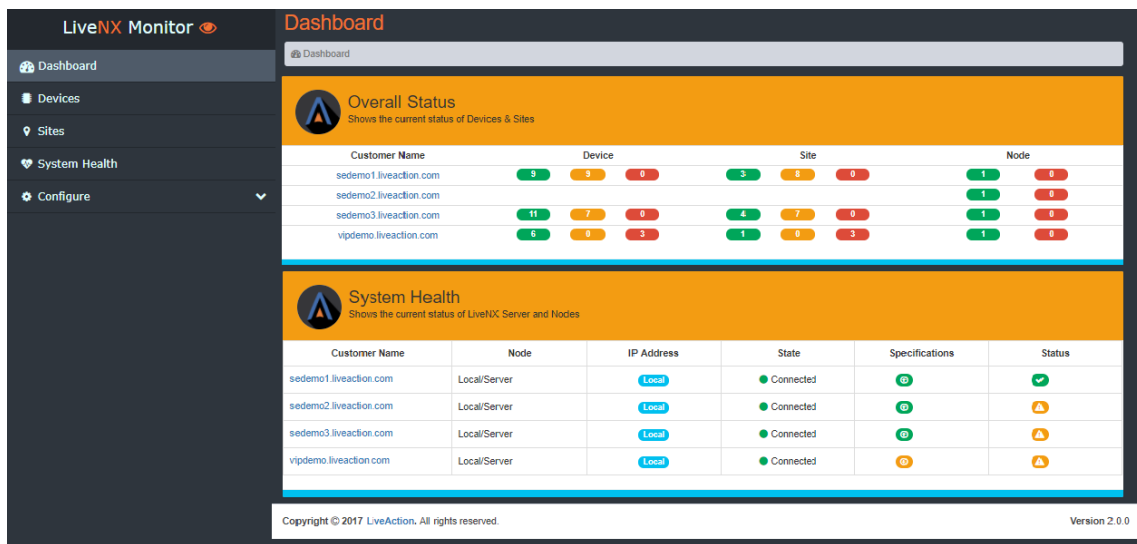 LiveNX Monitor
Dashboard
Devices
Sites
System Health
Configure
Dashboard
Dashboard
Overall Status
Shows the current status of Devices & Sites
Customer Name Device Site Node
sedemo1.liveaction.com 9 9 0 3 8 0 1 0
sedemo2.liveaction.com 1 0
sedemo3.liveaction.com 11 7 0 4 7 0 1 0
vipdemo.liveaction.com 6 0 3 1 0 3 1 0
System Health
Shows the current status of LiveNX Server and Nodes
Customer Name Node IP Address State Specifications Status
sedemo1.liveaction.com Local/Server Local Connected
sedemo2.liveaction.com Local/Server Local Connected
sedemo3.liveaction.com Local/Server Local Connected
vipdemo.liveaction.com Local/Server Local Connected
Copyright © 2017 LiveAction. All rights reserved. Version 2.0.0